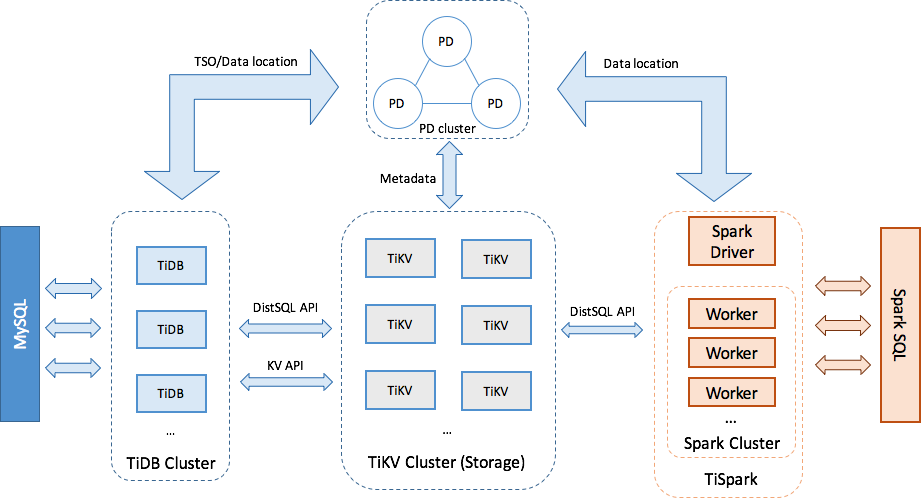 PD
TSO/Data location
Data location
PD
PD
PD cluster
Metadata
MySQL
TiDB
TiDB
TiDB
...
TiDB Cluster
DistSQL API
KV API
TiKV
TiKV
TiKV
TiKV
TiKV
TiKV
...
TiKV Cluster (Storage)
DistSQL API
Spark
Driver
Worker
Worker
Worker
...
Spark Cluster
TiSpark
Spark SQL